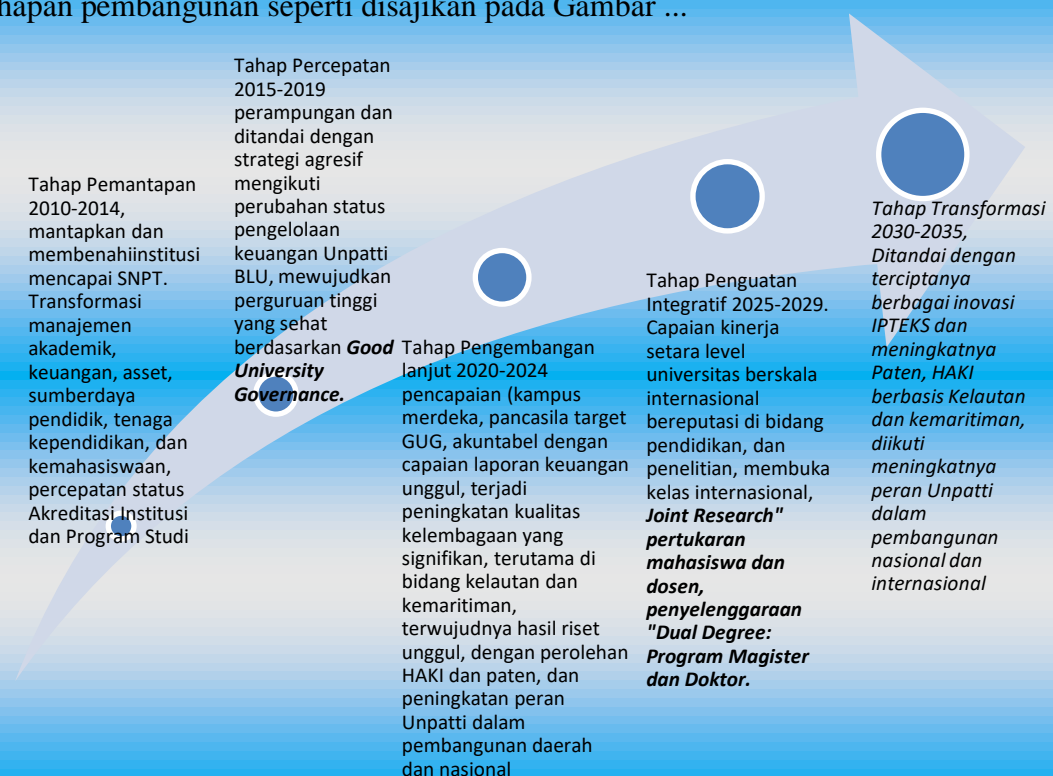 hapan pembangunan seperti disajikan pada Gambar ...
Tahap Pemantapan
2010-2014,
mantapkan dan
membenahiinstitusi
mencapai SNPT.
Transformasi
manajemen
akademik,
keuangan, asset,
sumberdaya
pendidik, tenaga
kependidikan, dan
kemahasiswaan,
percepatan status
Akreditasi Institusi
dan Program Studi
Tahap Percepatan
2015-2019
perampungan dan
ditandai dengan
strategi agresif
mengikuti
perubahan status
pengelolaan
keuangan Unpatti
BLU, mewujudkan
perguruan tinggi
yang sehat
berdasarkan Good
University
Governance.
Tahap Pengembangan
lanjut 2020-2024
pencapaian (kampus
merdeka, pancasila target
GUG, akuntabel dengan
capaian laporan keuangan
unggul, terjadi
peningkatan kualitas
kelembagaan yang
signifikan, terutama di
bidang kelautan dan
kemaritiman,
terwujudnya hasil riset
unggul, dengan perolehan
HAKI dan paten, dan
peningkatan peran
Unpatti dalam
pembangunan daerah
dan nasional
Tahap Penguatan
Integratif 2025-2029.
Capaian kinerja
setara level
universitas berskala
internasional
bereputasi di bidang
pendidikan, dan
penelitian, membuka
kelas internasional,
Joint Research"
pertukaran
mahasiswa dan
dosen,
penyelenggaraan
"Dual Degree:
Program Magister
dan Doktor.
Tahap Transformasi
2030-2035,
Ditandai dengan
terciptanya
berbagai inovasi
IPTEKS dan
meningkatnya
Paten, HAKI
berbasis Kelautan
dan kemaritiman,
diikuti
meningkatnya
peran Unpatti
dalam
pembangunan
nasional dan
internasional